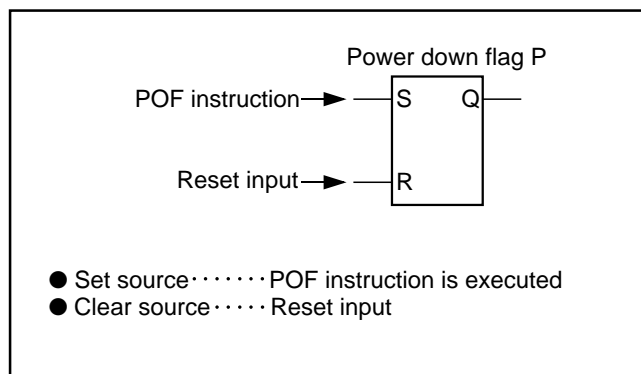 Power down flag P
POF instruction S Q
Reset input R
● Set source · · · · · · · POF instruction is executed
● Clear source · · · · · Reset input